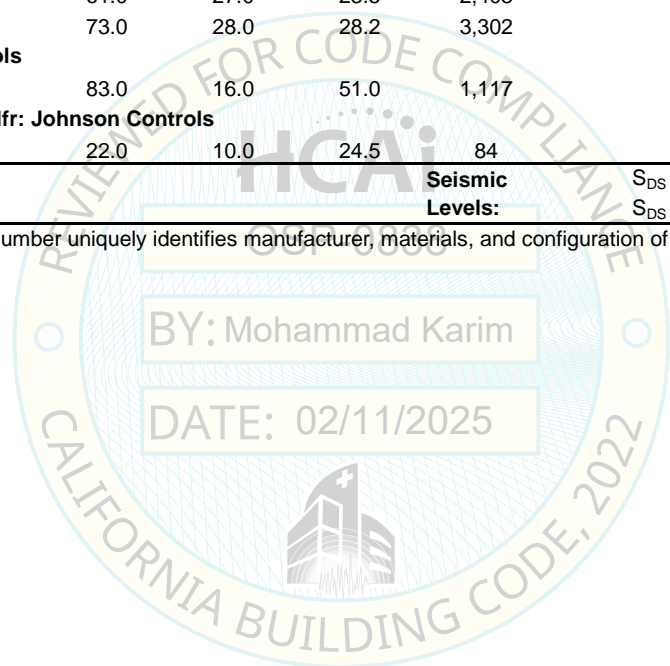 73.0 28.0 28.2 3,302
ols
83.0 16.0 51.0 1,117
lfr: Johnson Controls
22.0 10.0 24.5 84
Seismic S_DS
Levels: S_DS
umber uniquely identifies manufacturer, materials, and configuration of
REVIEWED FOR CODE COMPLIANCE
HCAi
OSP-0888
BY: Mohammad Karim
DATE: 02/11/2025
CALIFORNIA BUILDING CODE, 2022